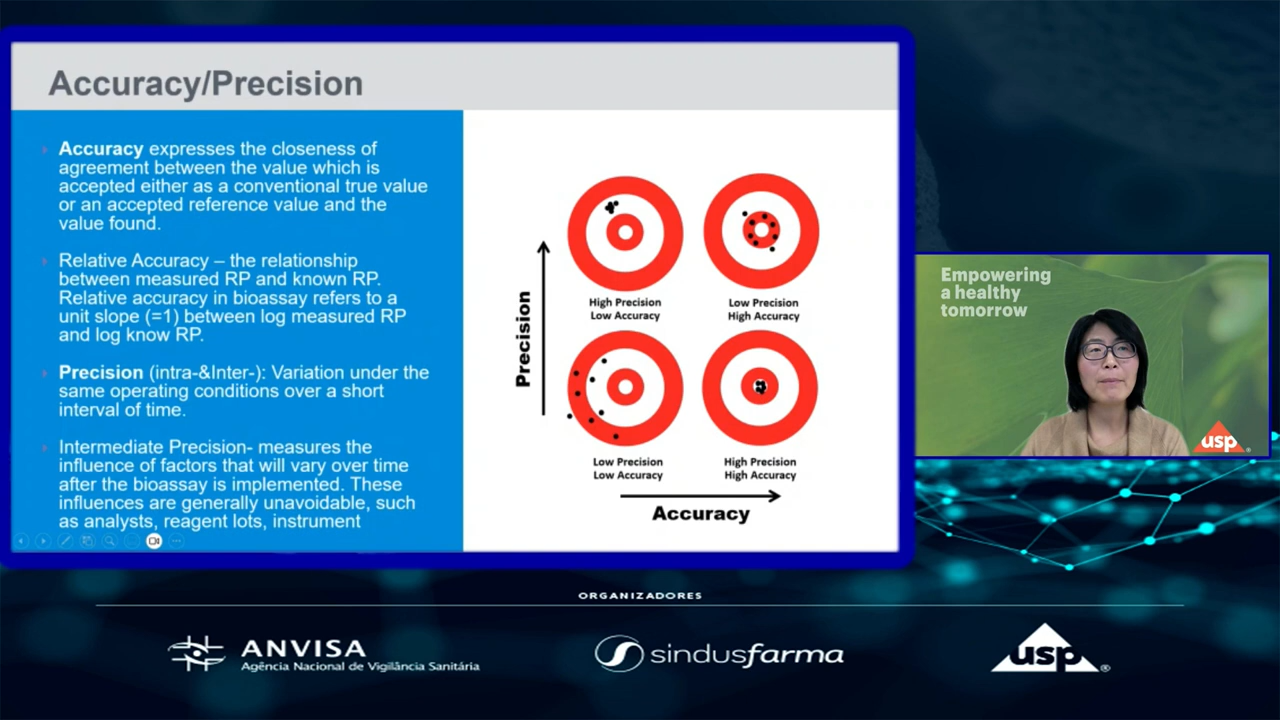 Accuracy/Precision
Accuracy expresses the closeness of
agreement between the value which is
accepted either as a conventional true value
or an accepted reference value and the
value found.
Relative Accuracy – the relationship
between measured RP and known RP.
Relative accuracy in bioassay refers to a
unit slope (=1) between log measured RP
and log know RP.
Precision (intra-&Inter-): Variation under the
same operating conditions over a short
interval of time.
Intermediate Precision- measures the
influence of factors that will vary over time
after the bioassay is implemented. These
influences are generally unavoidable, such
as analysts, reagent lots, instrument
Precision
High Precision
Low Accuracy
Low Precision
High Accuracy
Low Precision
Low Accuracy
High Precision
High Accuracy
Accuracy
Empowering
a healthy
tomorrow
usp®
ORGANIZADORES
ANVISA
Agência Nacional de Vigilância Sanitária
sindusfarma
usp®